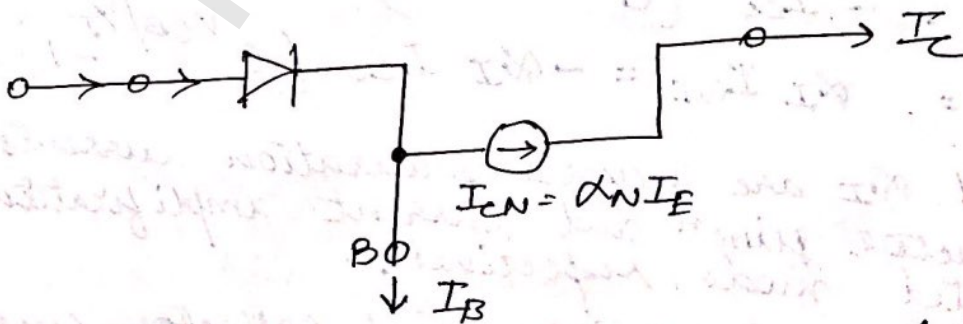 I_C
I_CN = α_N I_E
B
I_B